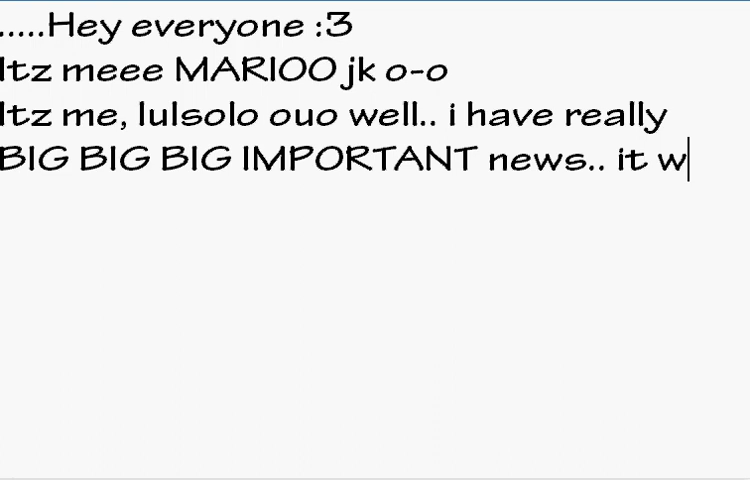 .....Hey everyone :3
Itz meee MARIOO jk o-o
Itz me, lulsolo ouo well.. i have really
BIG BIG BIG IMPORTANT news.. it w